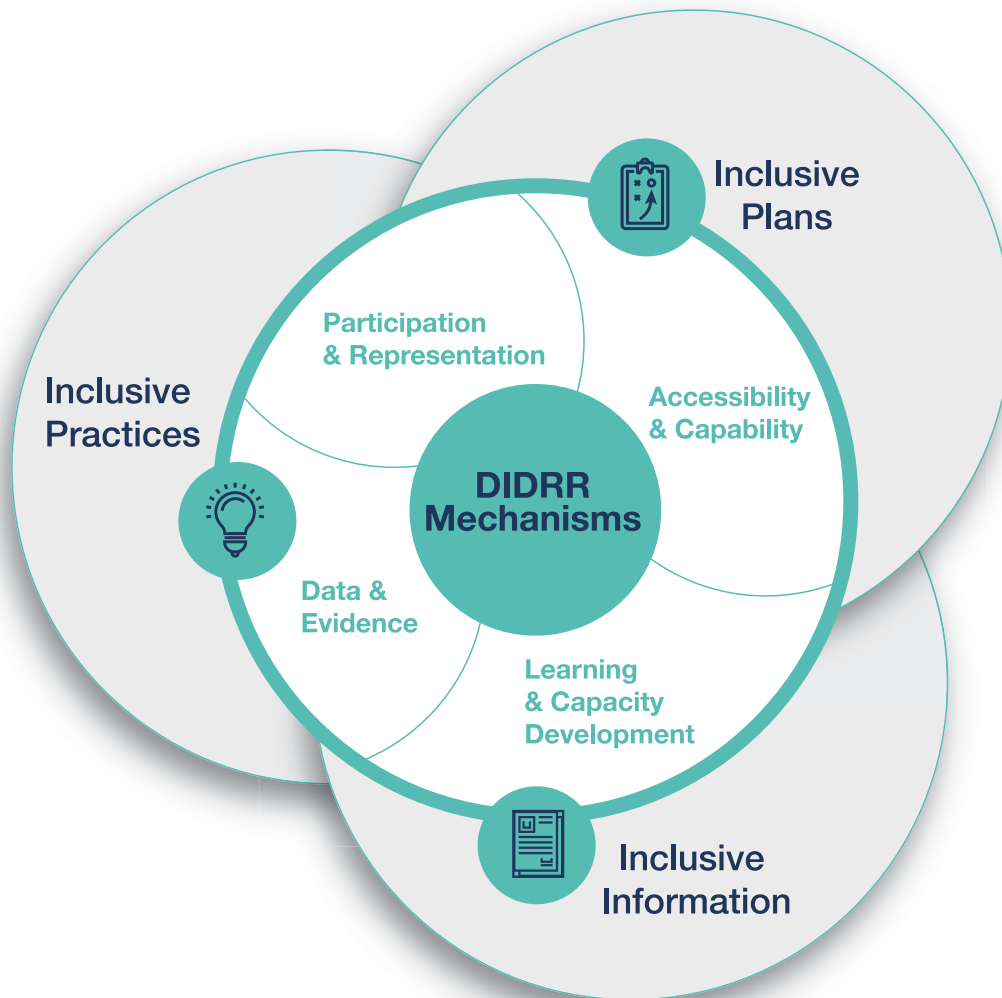 Inclusive
Plans
Participation
& Representation
Inclusive
Practices
Accessibility
& Capability
DIDRR
Mechanisms
Data &
Evidence
Learning
& Capacity
Development
Inclusive
Information